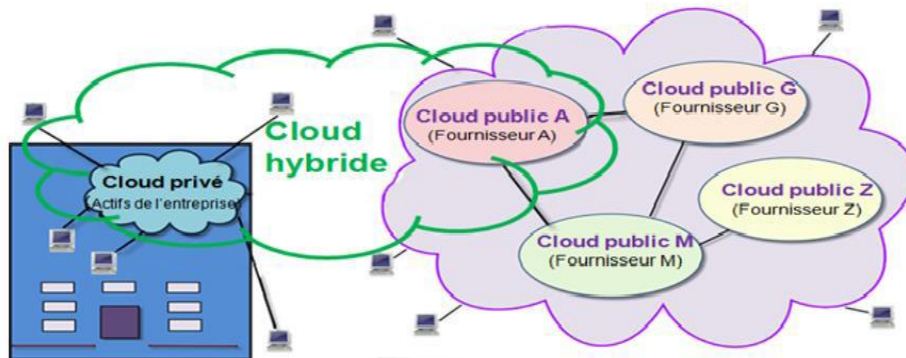 Cloud public G
(Fournisseur G)
Cloud public A
(Fournisseur A)
Cloud
hybride
Cloud privé
Actifs de l'entreprise
Cloud public Z
(Fournisseur Z)
Cloud public M
(Fournisseur M)